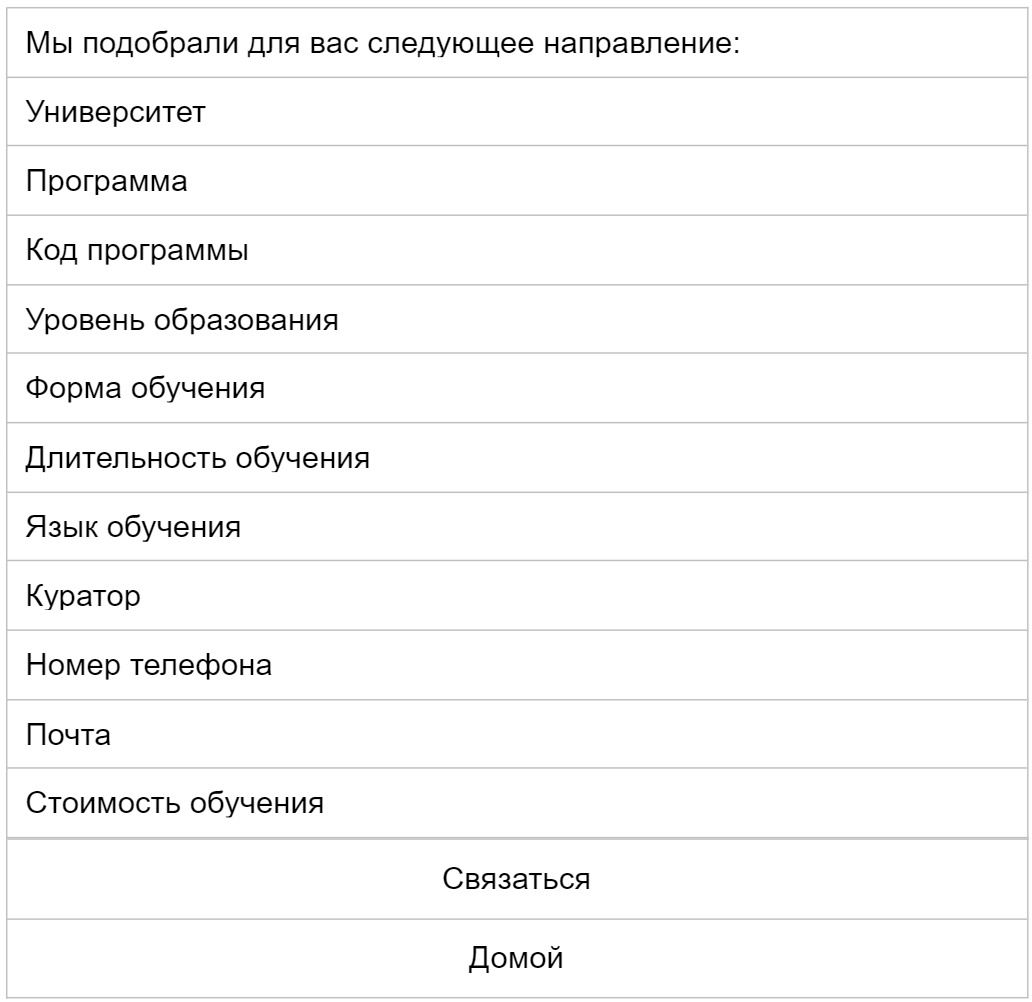 Мы подобрали для вас следующее направление:
Университет
Программа
Код программы
Уровень образования
Форма обучения
Длительность обучения
Язык обучения
Куратор
Номер телефона
Почта
Стоимость обучения
Связаться
Домой